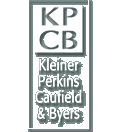 KP
CB
Kleiner
Perkins
Caufield
& Byers